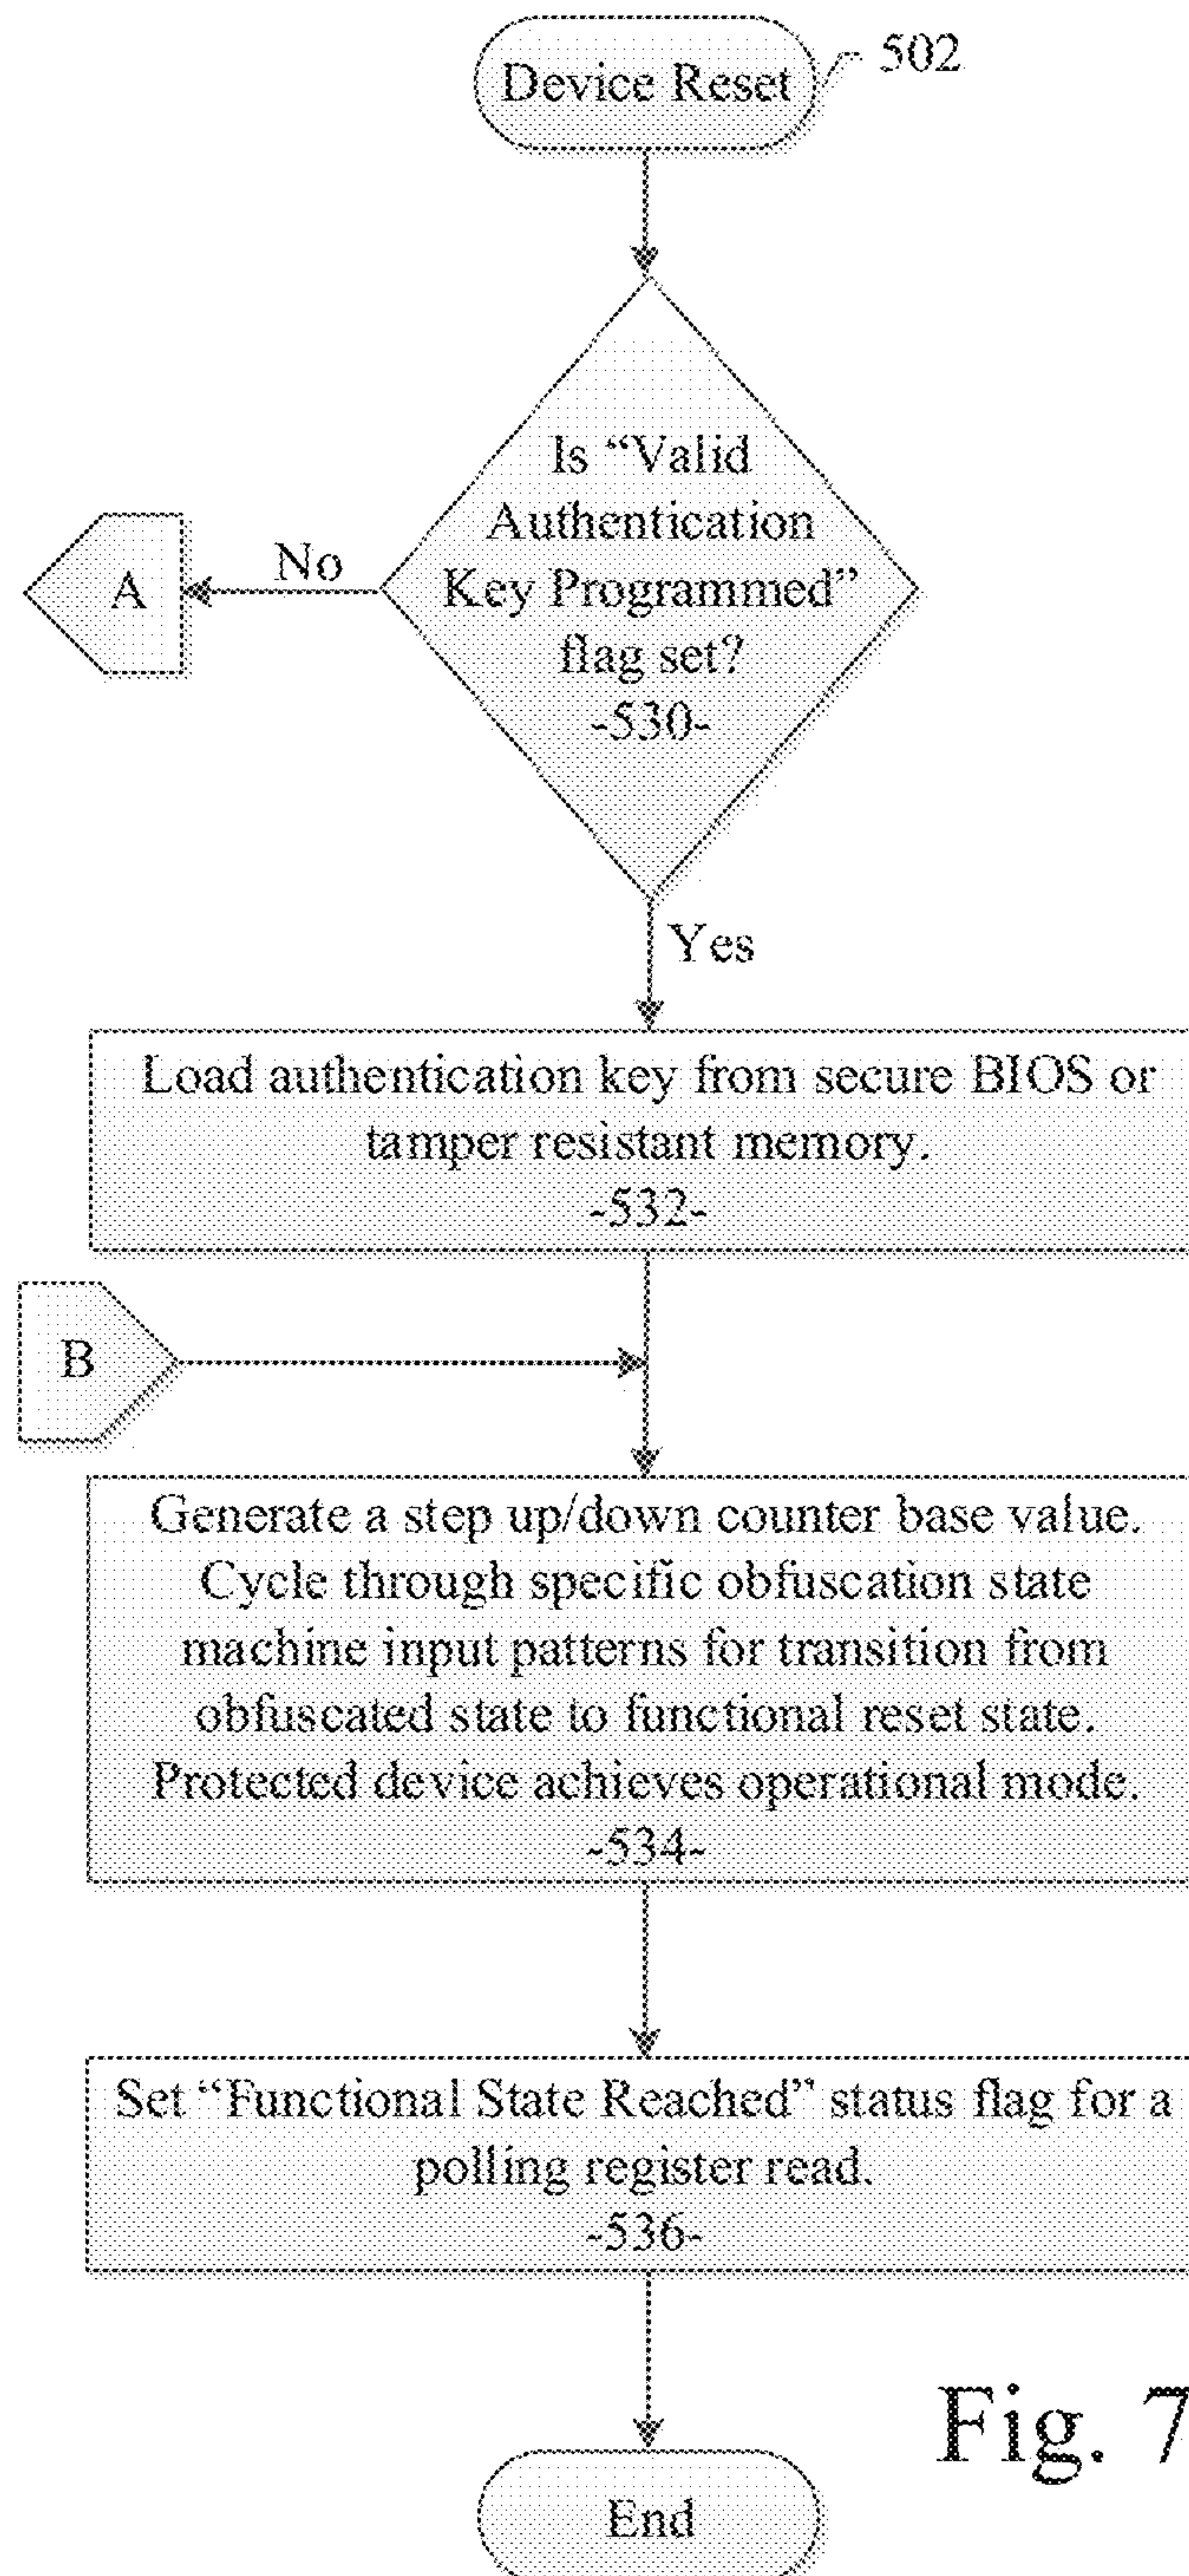 Device Reset
502
Is “Valid
Authentication
Key Programmed”
flag set?
-530-
No
A
Yes
Load authentication key from secure BIOS or
tamper resistant memory.
-532-
B
Generate a step up/down counter base value.
Cycle through specific obfuscation state
machine input patterns for transition from
obfuscated state to functional reset state.
Protected device achieves operational mode.
-534-
Set “Functional State Reached” status flag for a
polling register read.
-536-
End
Fig. 7